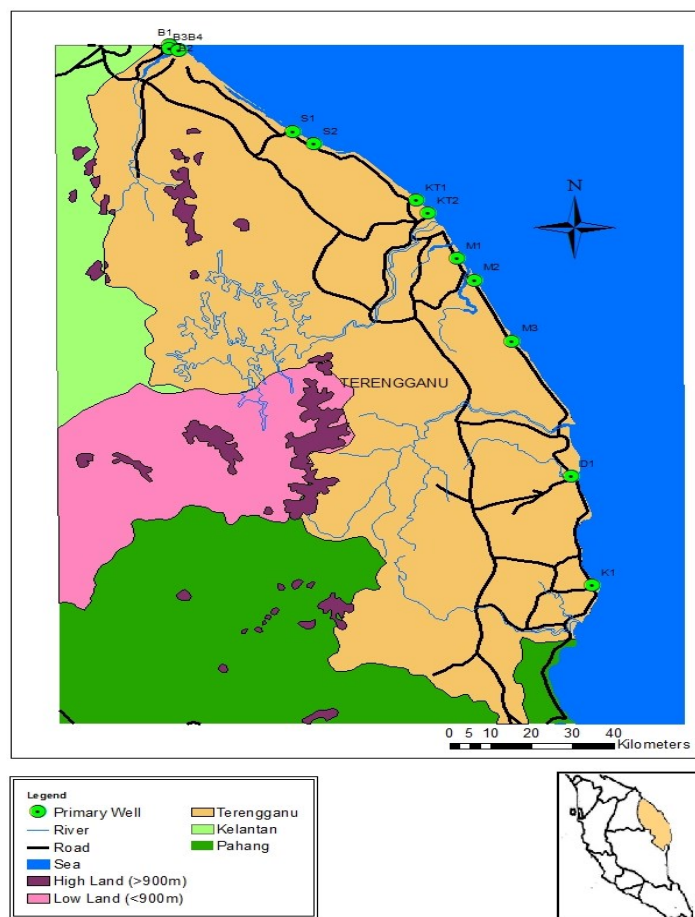 B1
B3B4
B2
S1
S2
KT1
KT2
N
M1
M2
M3
TERENGGANU
D1
K1
0 5 10 20 30 40
Kilometers
Legend
Primary Well
River
Road
Sea
High Land (>900m)
Low Land (<900m)
Terengganu
Kelantan
Pahang